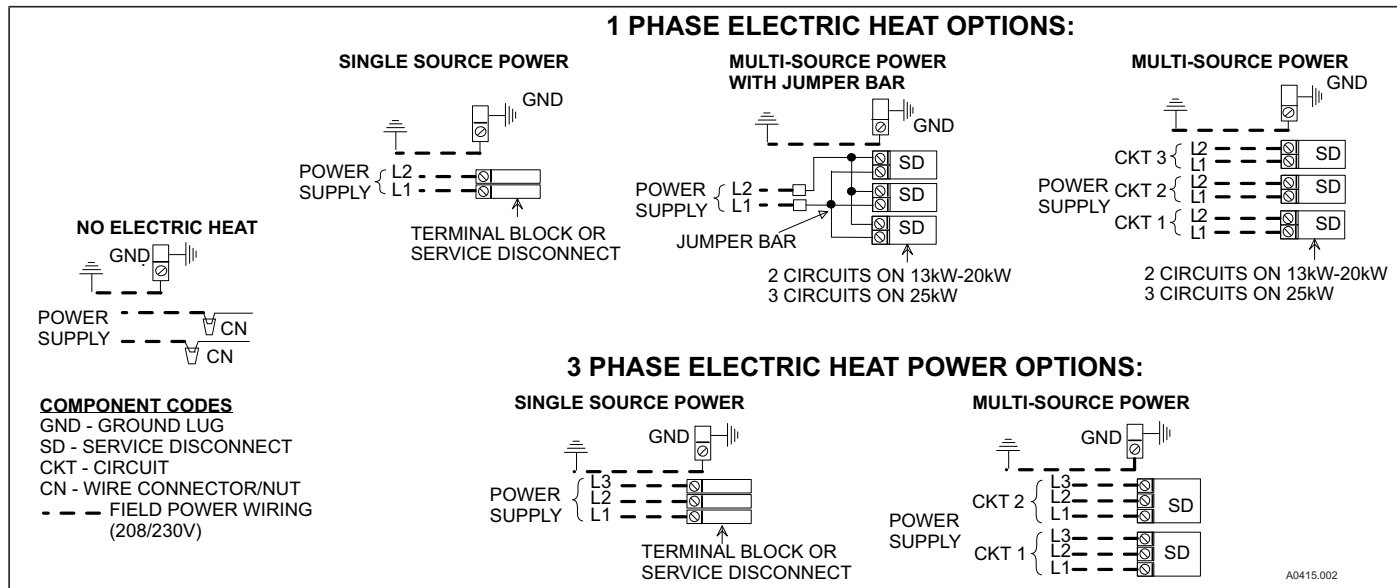 1 PHASE ELECTRIC HEAT OPTIONS:
SINGLE SOURCE POWER
GND
POWER
SUPPLY
L2
L1
TERMINAL BLOCK OR
SERVICE DISCONNECT
MULTI-SOURCE POWER
WITH JUMPER BAR
GND
POWER
SUPPLY
L2
L1
SD
SD
SD
JUMPER BAR
2 CIRCUITS ON 13kW-20kW
3 CIRCUITS ON 25kW
MULTI-SOURCE POWER
GND
POWER
SUPPLY
CKT 3
L2
L1
SD
CKT 2
L2
L1
SD
CKT 1
L2
L1
SD
2 CIRCUITS ON 13kW-20kW
3 CIRCUITS ON 25kW
NO ELECTRIC HEAT
GND
POWER
SUPPLY
CN
CN
COMPONENT CODES
GND - GROUND LUG
SD - SERVICE DISCONNECT
CKT - CIRCUIT
CN - WIRE CONNECTOR/NUT
FIELD POWER WIRING
(208/230V)
3 PHASE ELECTRIC HEAT POWER OPTIONS:
SINGLE SOURCE POWER
GND
POWER
SUPPLY
L3
L2
L1
TERMINAL BLOCK OR
SERVICE DISCONNECT
MULTI-SOURCE POWER
GND
POWER
SUPPLY
CKT 2
L3
L2
L1
SD
CKT 1
L3
L2
L1
SD
A0415.002